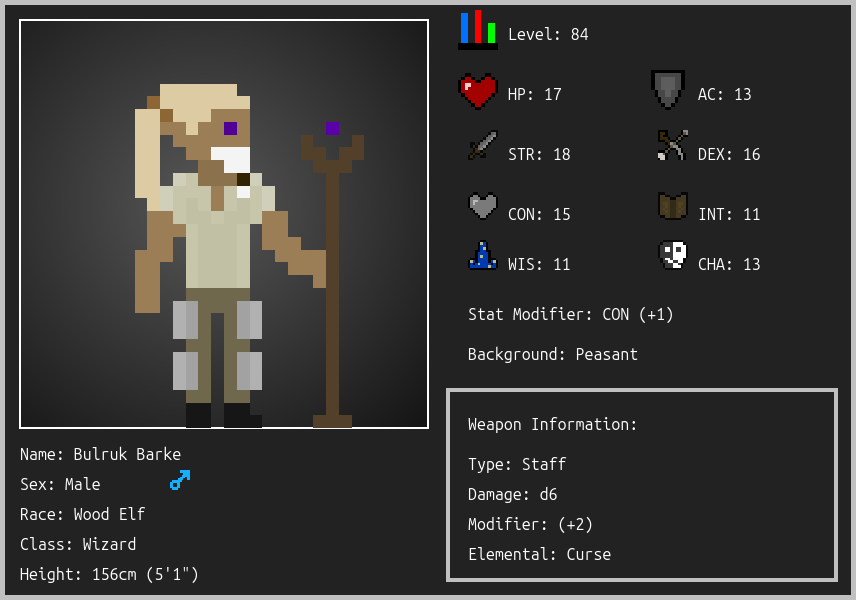 Level: 84
HP: 17
AC: 13
STR: 18
DEX: 16
CON: 15
INT: 11
WIS: 11
CHA: 13
Stat Modifier: CON (+1)
Background: Peasant
Weapon Information:
Type: Staff
Damage: d6
Modifier: (+2)
Elemental: Curse
Name: Bulruk Barke
Sex: Male
Race: Wood Elf
Class: Wizard
Height: 156cm (5'1")